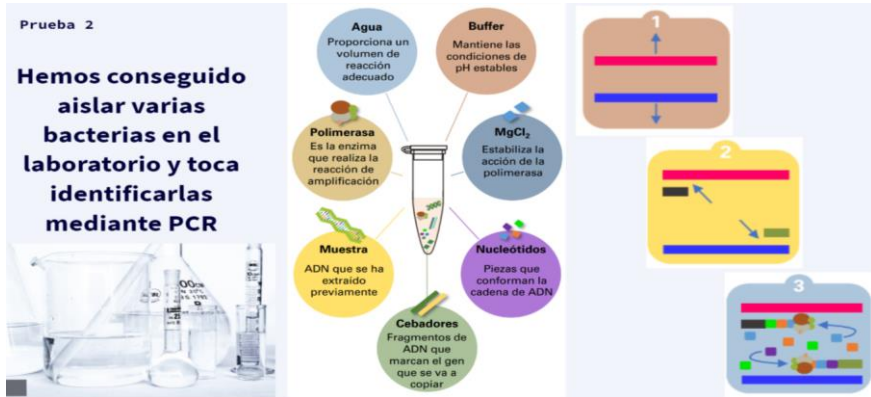 Prueba 2
Hemos conseguido
aislar varias
bacterias en el
laboratorio y toca
identificarlas
mediante PCR
Agua
Proporciona un
volumen de
reacción
adecuado
Buffer
Mantiene las
condiciones de
pH estables
Polimerasa
Es la enzima
que realiza la
reacción de
amplificación
MgCl₂
Estabiliza la
acción de la
polimerasa
Muestra
ADN que se ha
extraído
previamente
Nucleótidos
Piezas que
conforman la
cadena de ADN
Cebadores
Fragmentos de
ADN que
marcan el gen
que se va a
copiar
1
2
3